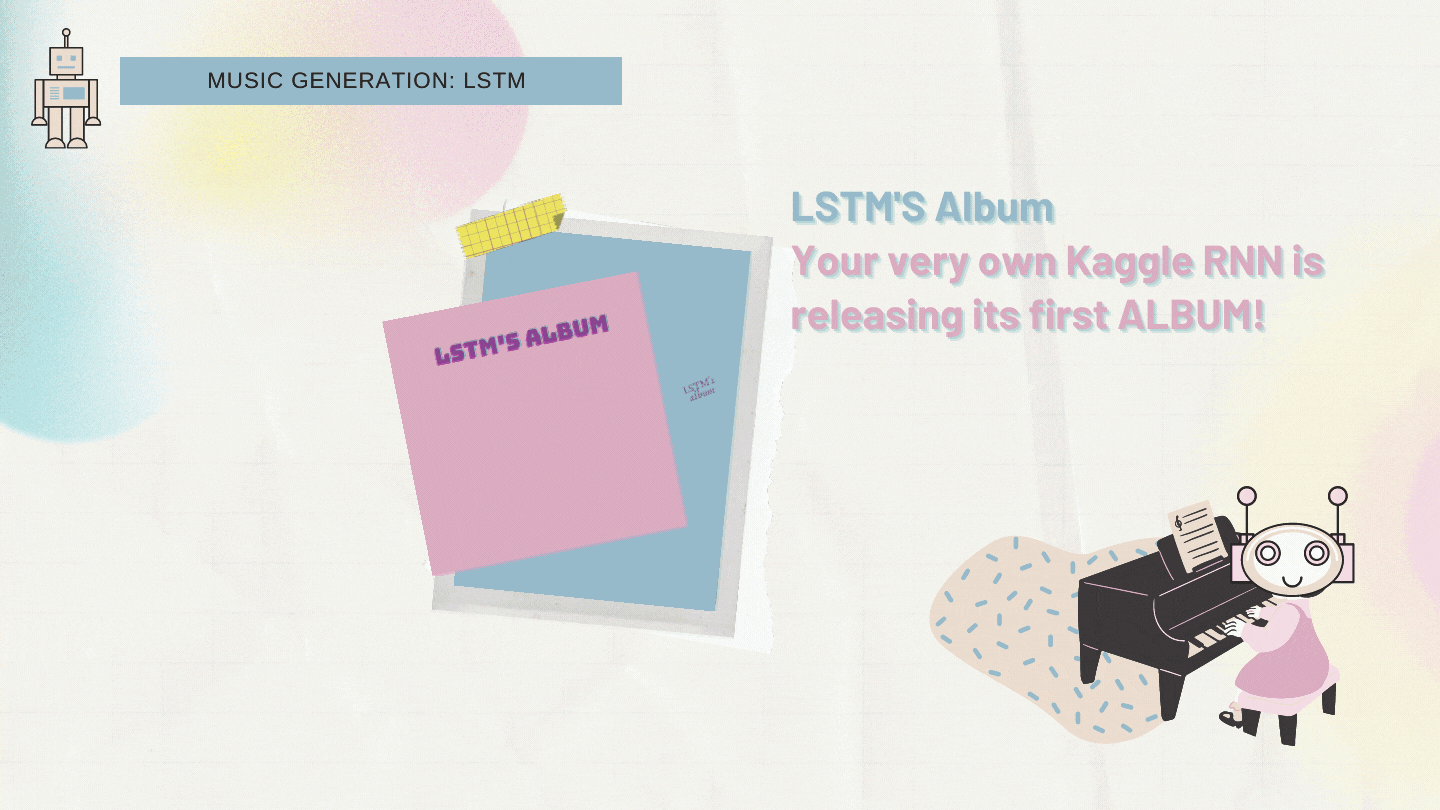 MUSIC GENERATION: LSTM
LSTM'S Album
Your very own Kaggle RNN is
releasing its first ALBUM!
LSTM'S ALBUM
LSTM's
album